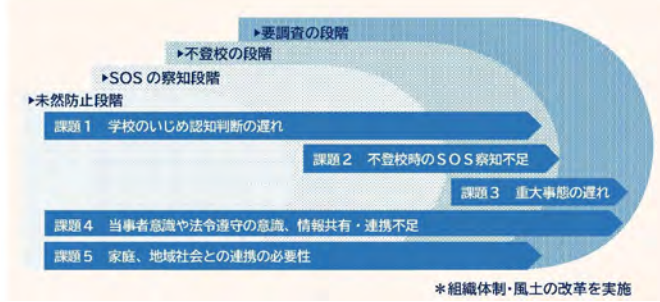 ▶要調査の段階
▶不登校の段階
▶SOSの察知段階
▶未然防止段階
課題1 学校のいじめ認知判断の遅れ
課題2 不登校時のSOS察知不足
課題3 重大事態の遅れ
課題4 当事者意識や法令遵守の意識、情報共有・連携不足
課題5 家庭、地域社会との連携の必要性
＊組織体制・風土の改革を実施